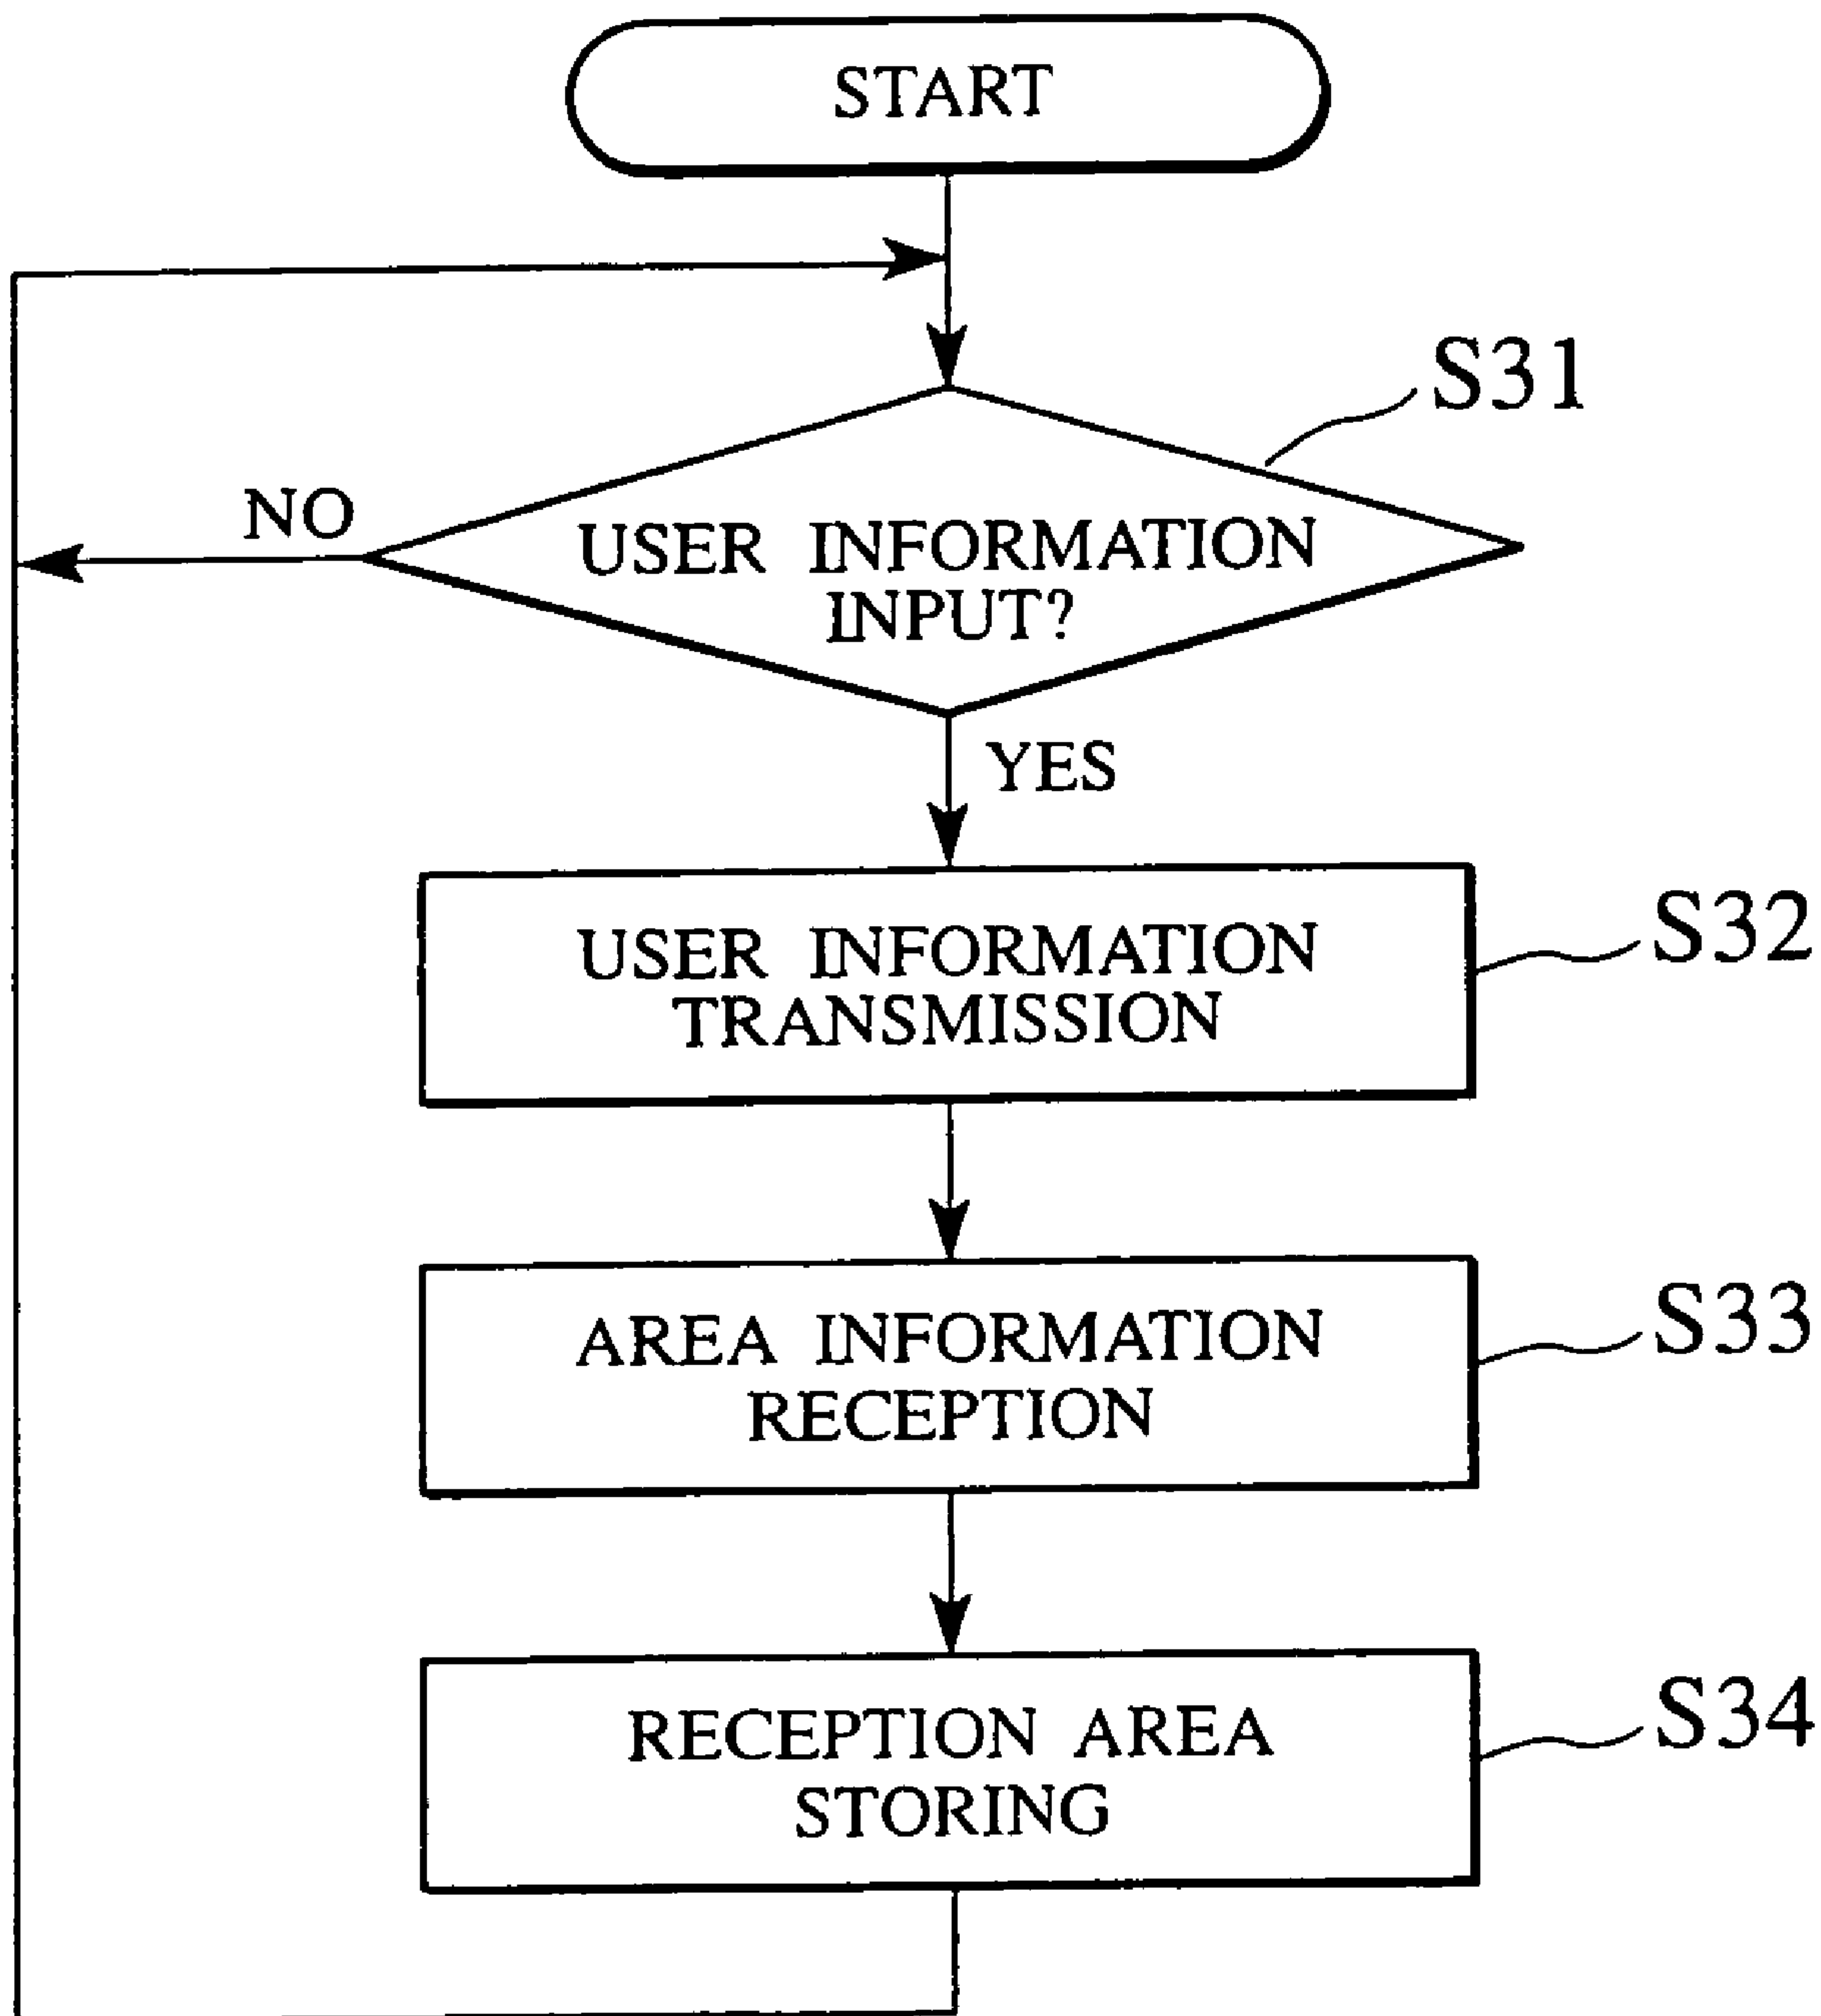 START
S31
NO
USER INFORMATION
INPUT?
YES
USER INFORMATION
TRANSMISSION
S32
AREA INFORMATION
RECEPTION
S33
RECEPTION AREA
STORING
S34